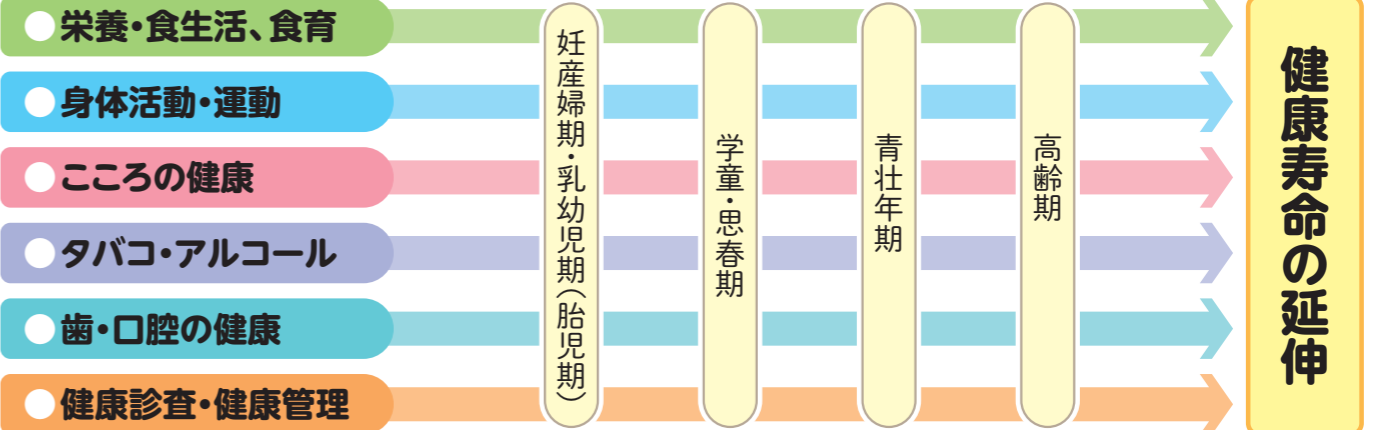 ●栄養・食生活、食育
●身体活動・運動
●こころの健康
●タバコ・アルコール
●歯・口腔の健康
●健康診査・健康管理
妊産婦期・乳幼児期(胎児期)
学童・思春期
青壮年期
高齢期
健康寿命の延伸